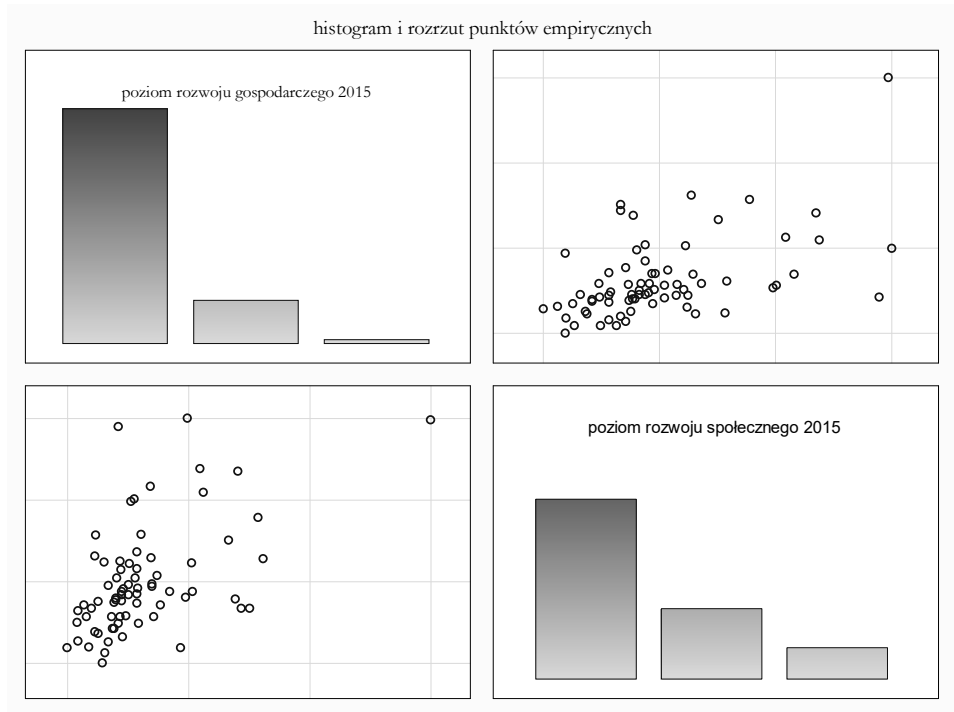 histogram i rozrzut punktów empirycznych
poziom rozwoju gospodarczego 2015
poziom rozwoju społecznego 2015